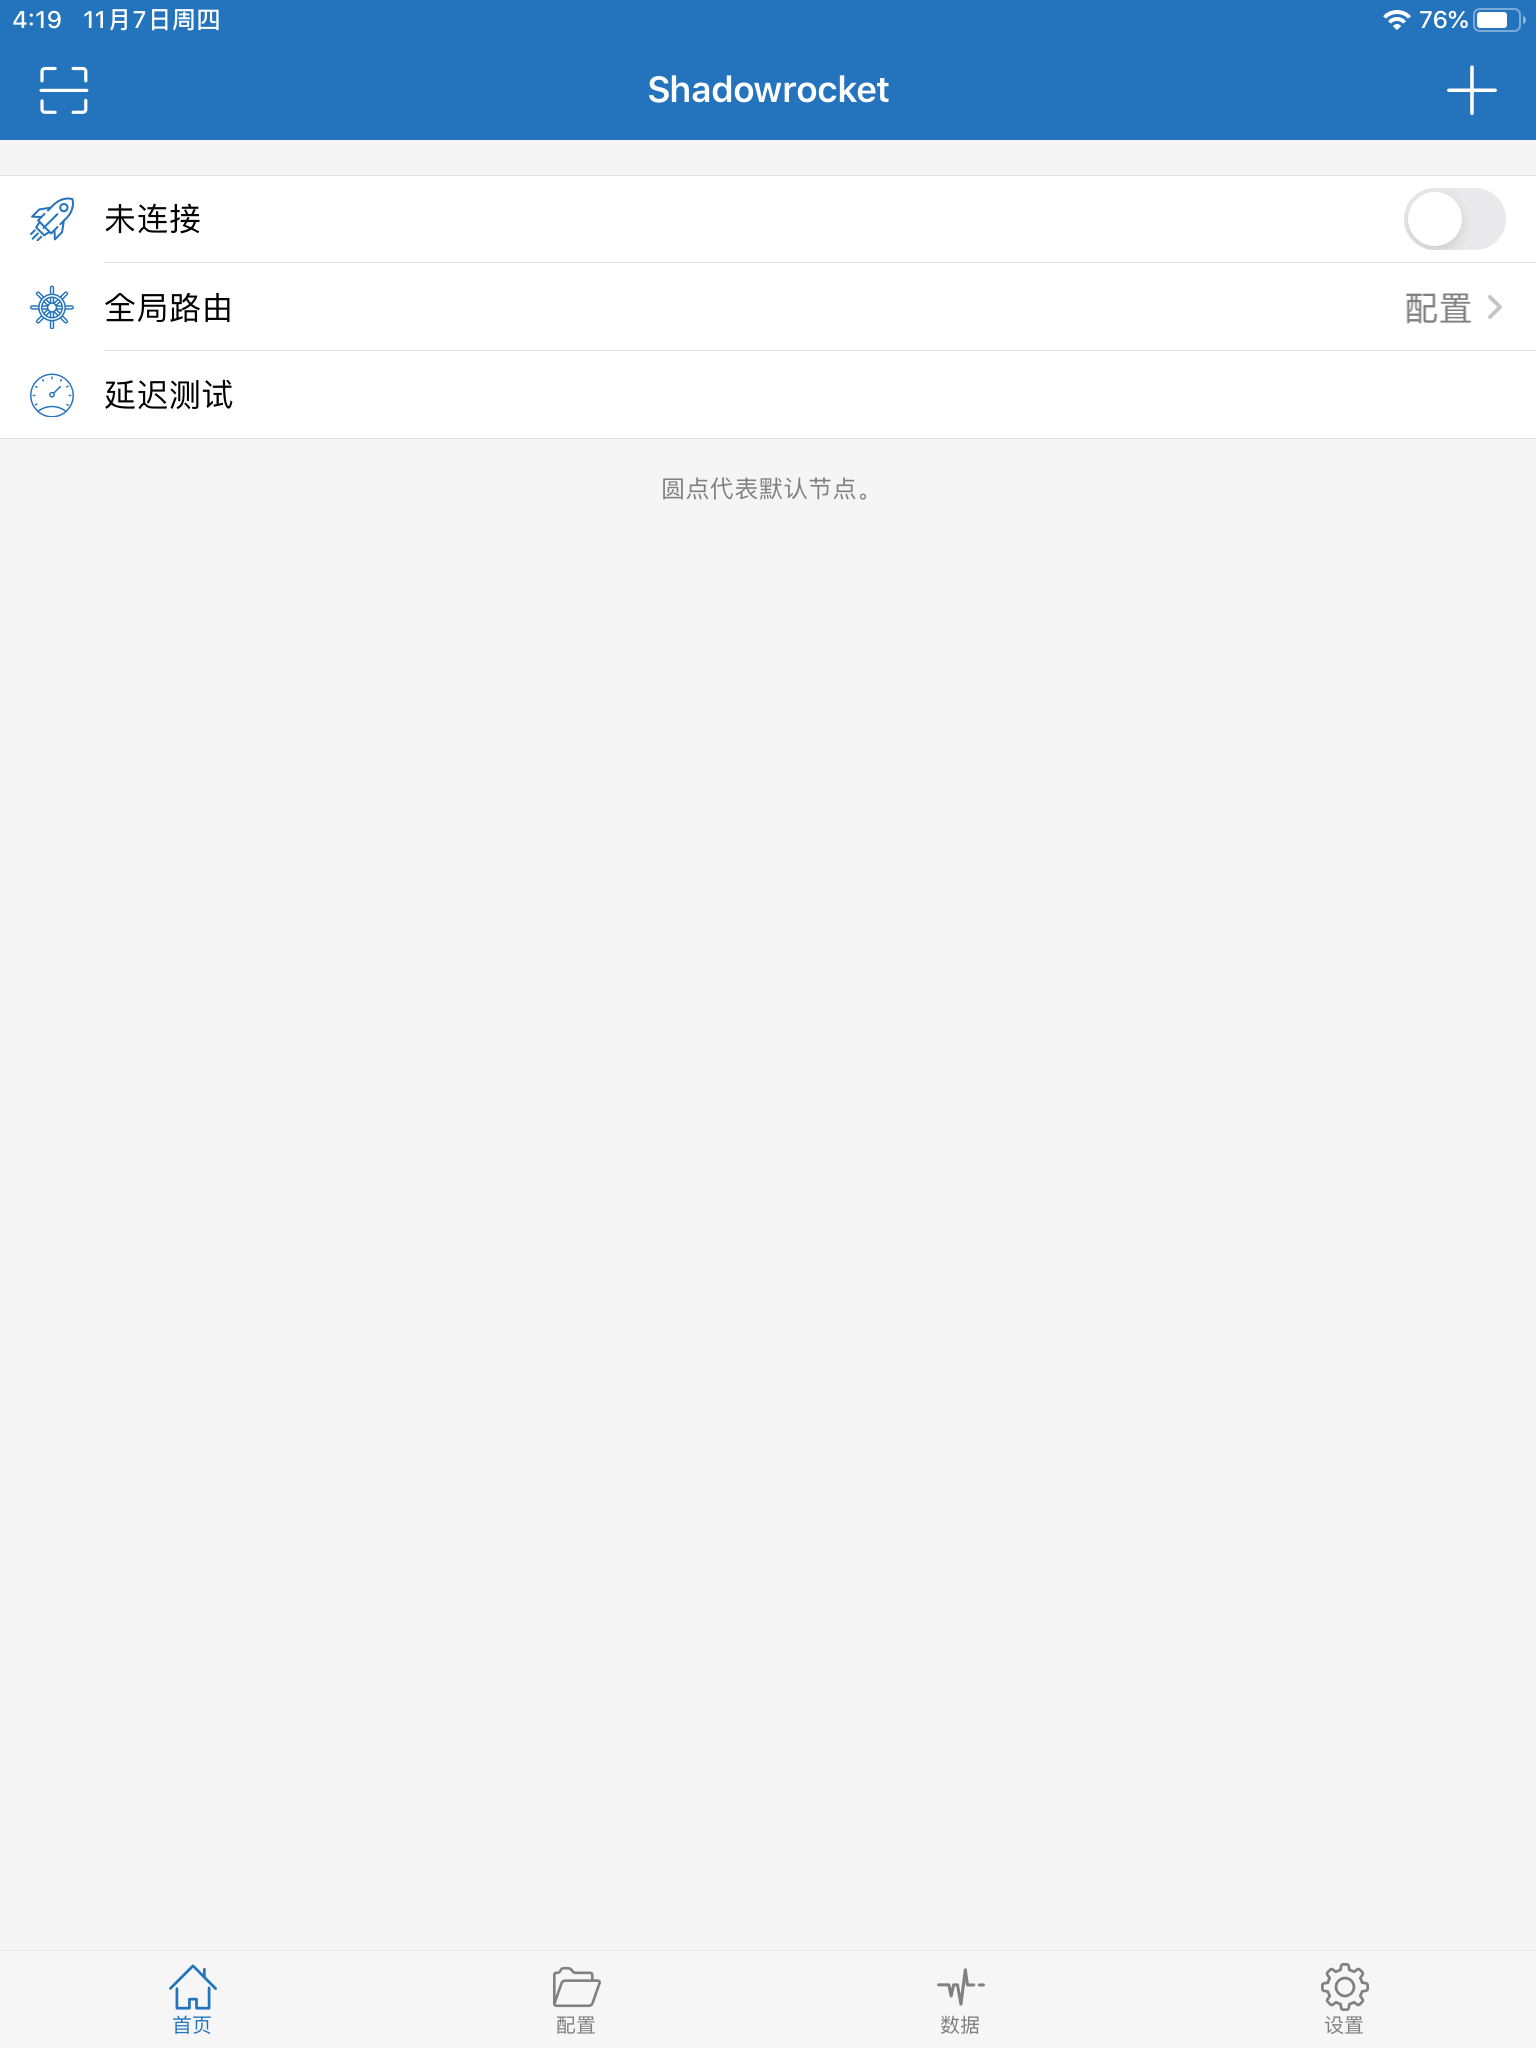 4:19 11月7日周四 76%
Shadowrocket
未连接
全局路由 配置
延迟测试
圆点代表默认节点。
首页 配置 数据 设置